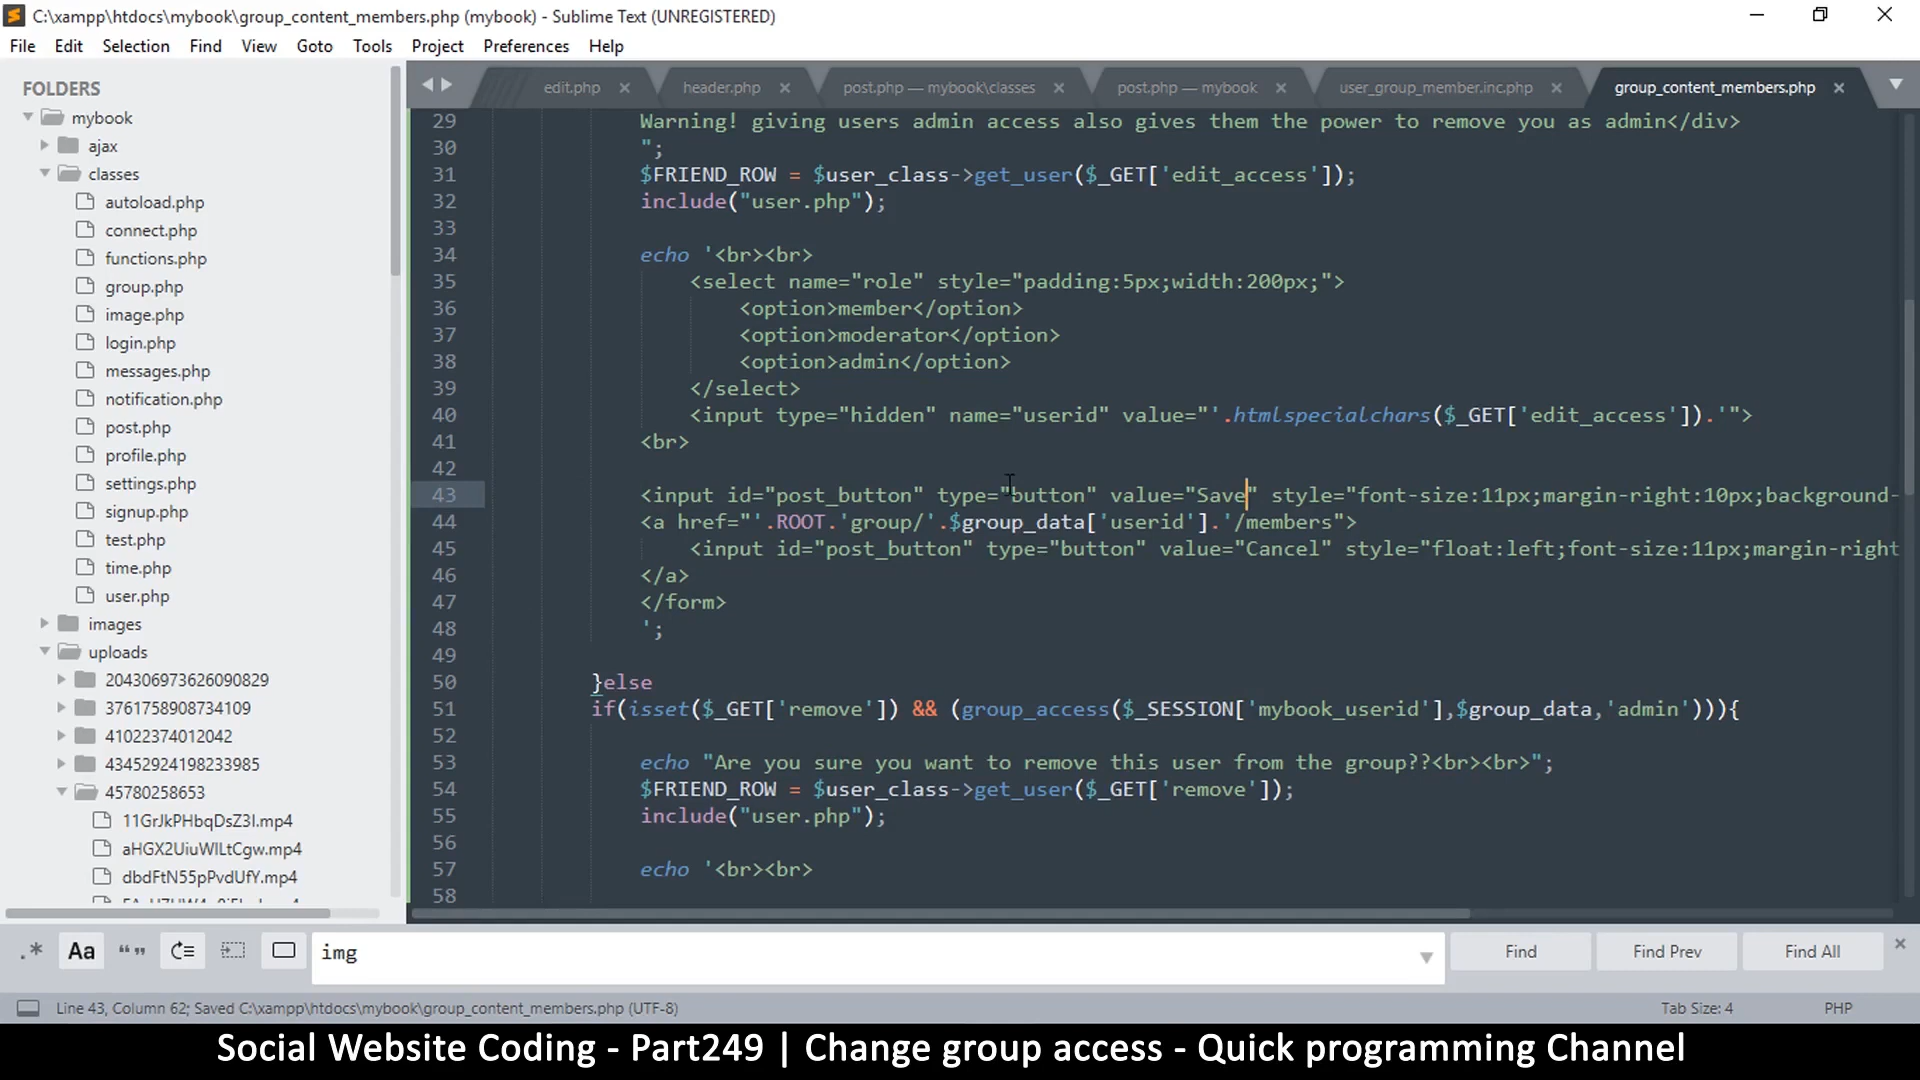 C:\xampp\htdocs\mybook\group_content_members.php (mybook) - Sublime Text (UNREGISTERED)
File Edit Selection Find View Goto Tools Project Preferences Help
FOLDERS
mybook
ajax
classes
autoload.php
connect.php
functions.php
group.php
image.php
login.php
messages.php
notification.php
post.php
profile.php
settings.php
signup.php
test.php
time.php
user.php
images
uploads
204306973626090829
3761758908734109
41022374012042
43452924198233985
45780258653
11GrJkPHbqDsZ3I.mp4
aHGX2UiuWILtCgw.mp4
dbdFtN55pPvdUfY.mp4
edit.php header.php post.php — mybook\classes post.php — mybook user_group_member.inc.php group_content_members.php
29 Warning! giving users admin access also gives them the power to remove you as admin</div>
30 ";
31 $FRIEND_ROW = $user_class->get_user($_GET['edit_access']);
32 include("user.php");
33
34 echo '<br><br>
35 <select name="role" style="padding:5px;width:200px;">
36 <option>member</option>
37 <option>moderator</option>
38 <option>admin</option>
39 </select>
40 <input type="hidden" name="userid" value="'.htmlspecialchars($_GET['edit_access']).'">
41 <br>
42
43 <input id="post_button" type="button" value="Save" style="font-size:11px;margin-right:10px;background-
44 <a href="'.ROOT.'group/'.$group_data['userid'].'/members">
45 <input id="post_button" type="button" value="Cancel" style="float:left;font-size:11px;margin-right
46 </a>
47 </form>
48 ';
49
50 }else
51 if(isset($_GET['remove']) && (group_access($_SESSION['mybook_userid'],$group_data,'admin'))){
52
53 echo "Are you sure you want to remove this user from the group??<br><br>";
54 $FRIEND_ROW = $user_class->get_user($_GET['remove']);
55 include("user.php");
56
57 echo '<br><br>
58
.* Aa “” img Find Find Prev Find All
Line 43, Column 62; Saved C:\xampp\htdocs\mybook\group_content_members.php (UTF-8) Tab Size: 4 PHP
Social Website Coding - Part249 | Change group access - Quick programming Channel